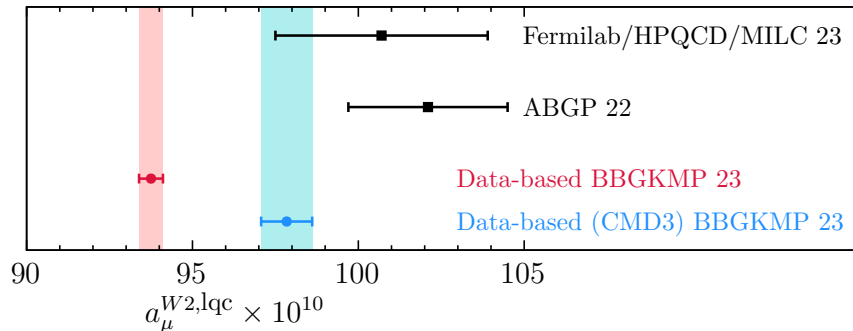 Fermilab/HPQCD/MILC 23
ABGP 22
Data-based BBGKMP 23
Data-based (CMD3) BBGKMP 23
90 95 100 105
a_μ^{W2,lqc} × 10^{10}